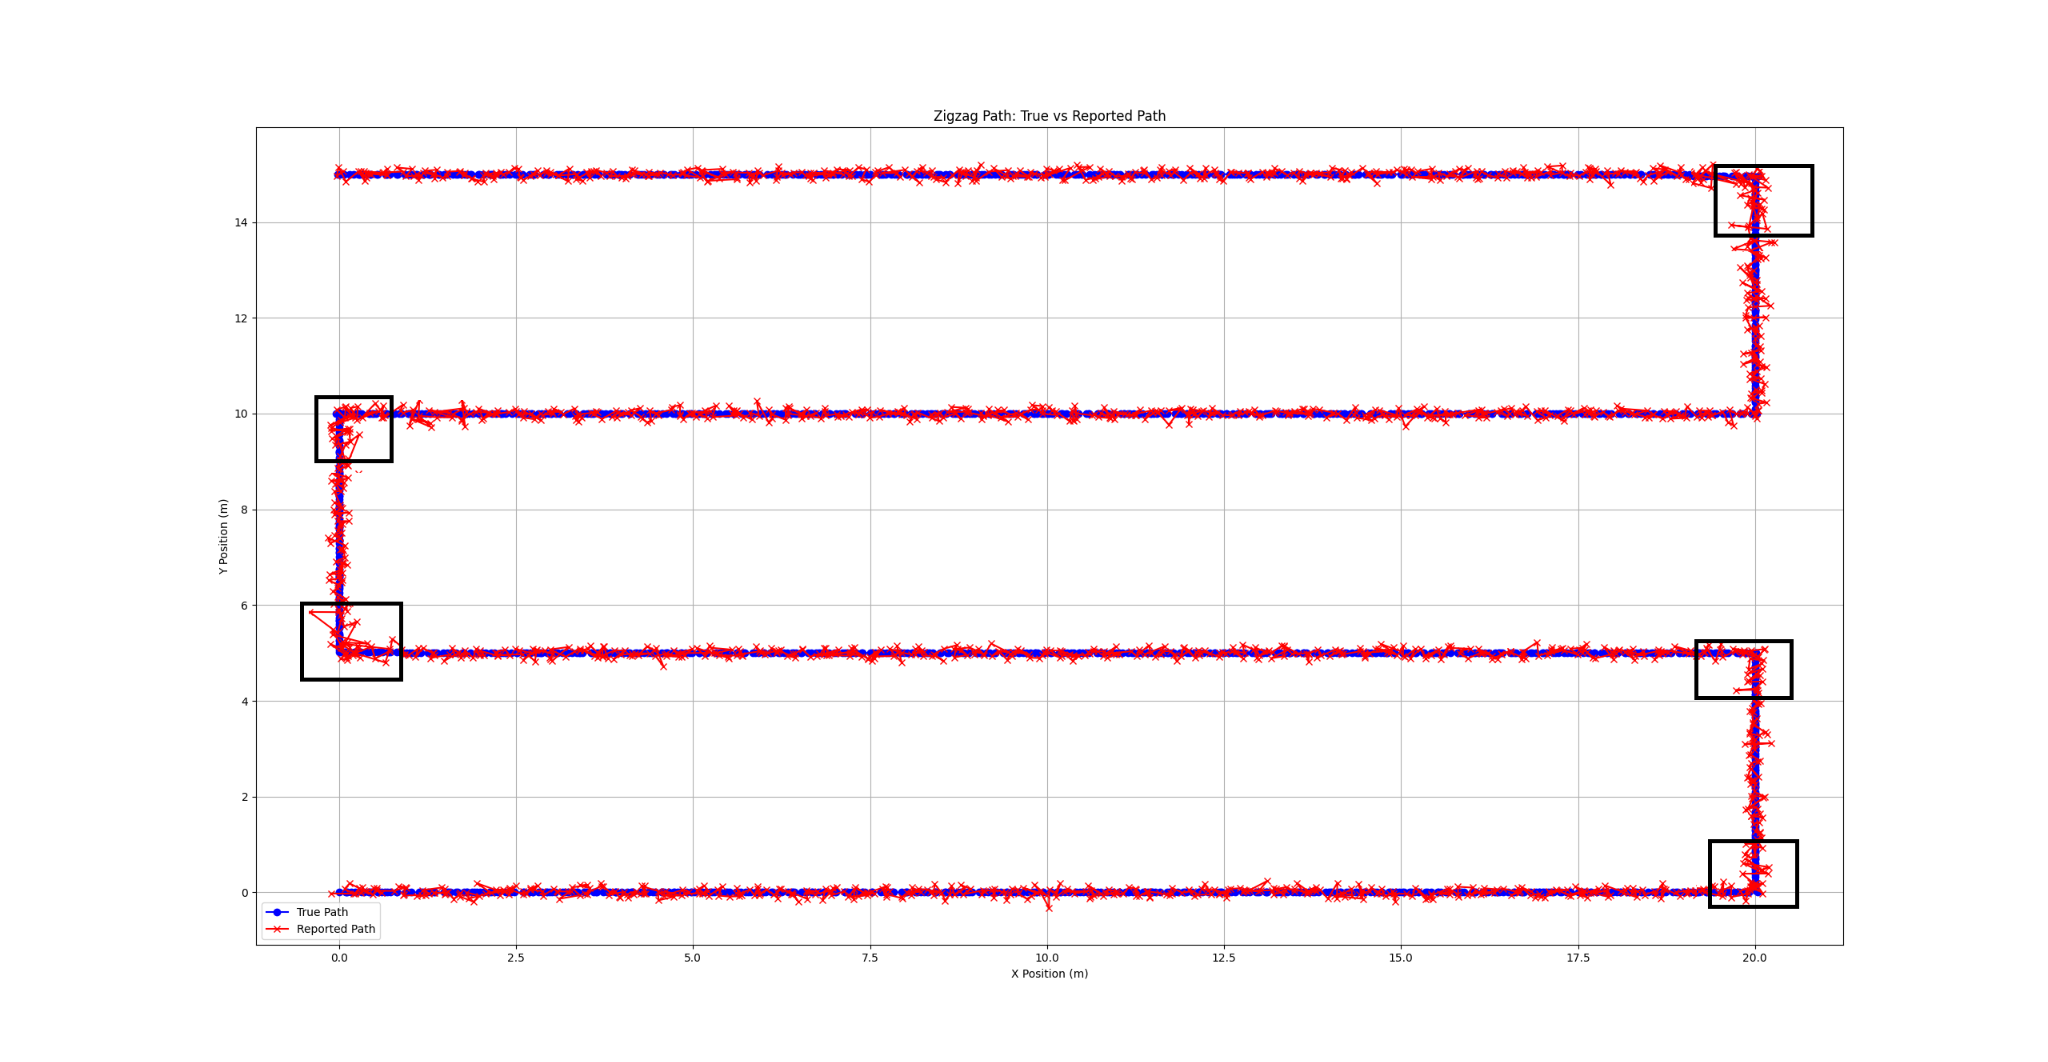 Zigzag Path: True vs Reported Path
14
12
10
8
6
4
2
0
Y Position (m)
True Path
Reported Path
0.0 2.5 5.0 7.5 10.0 12.5 15.0 17.5 20.0
X Position (m)